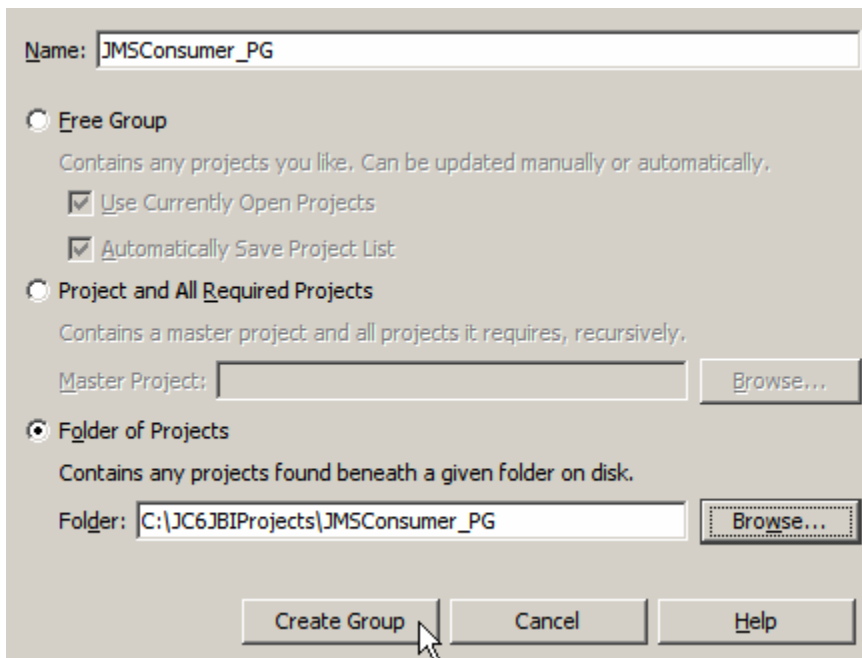 Name: JMSConsumer_PG
Free Group
Contains any projects you like. Can be updated manually or automatically.
Use Currently Open Projects
Automatically Save Project List
Project and All Required Projects
Contains a master project and all projects it requires, recursively.
Master Project: Browse...
Folder of Projects
Contains any projects found beneath a given folder on disk.
Folder: C:\JC6JBIProjects\JMSConsumer_PG Browse...
Create Group Cancel Help